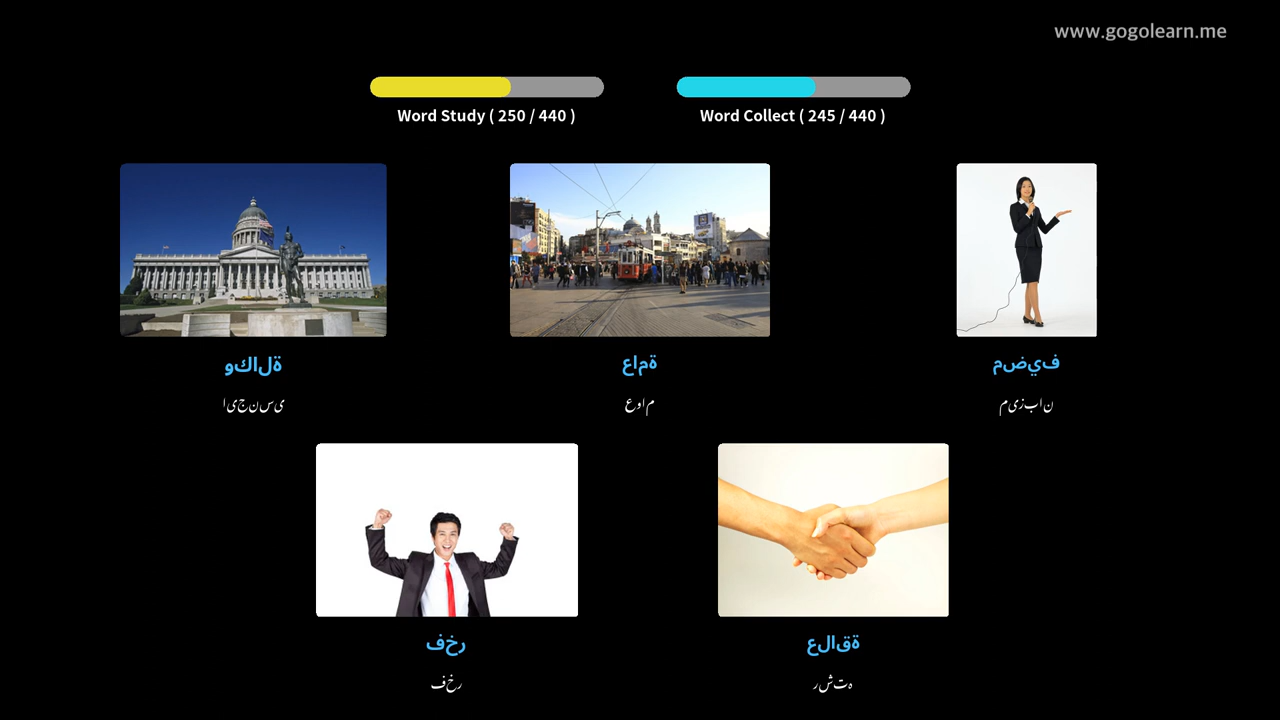 www.gogolearn.me
Word Study ( 250 / 440 )
Word Collect ( 245 / 440 )
وكالة
عامة
مضيف
ایجنسی
عوام
میزبان
فخر
علاقة
فخر
رشتہ